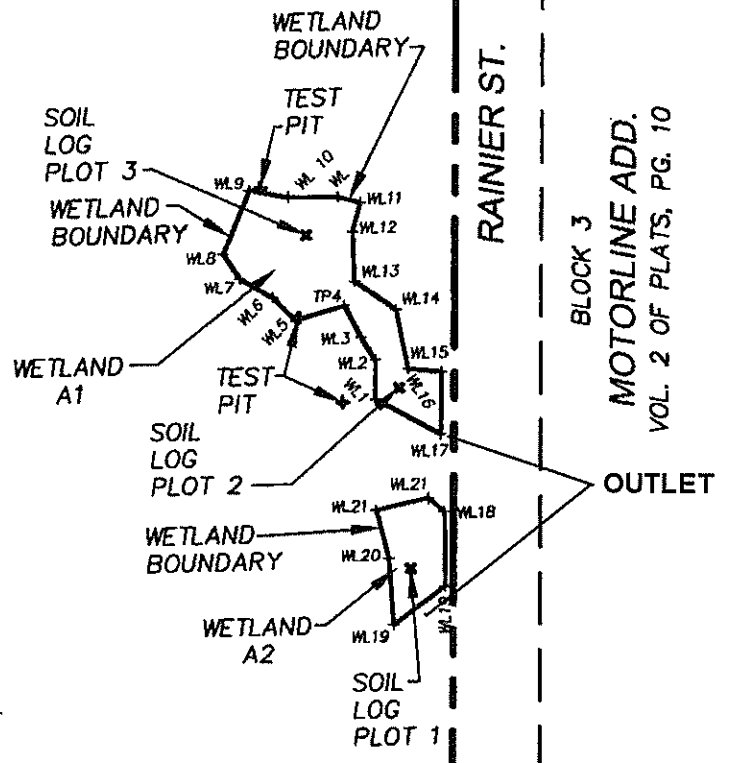 WETLAND
BOUNDARY
TEST
PIT
SOIL
LOG
PLOT 3
WETLAND
BOUNDARY
WL9
WL 10
WL
WL11
WL12
WL8
WL7
WL6
WL5
TP4
WL13
WL14
WL3
WL2
WL1
WL15
WL16
WL17
WETLAND
A1
TEST
PIT
SOIL
LOG
PLOT 2
OUTLET
WL21
WL21
WL18
WETLAND
BOUNDARY
WL20
WL19
WL19
WETLAND
A2
SOIL
LOG
PLOT 1
RAINIER ST.
BLOCK 3
MOTORLINE ADD.
VOL. 2 OF PLATS, PG. 10